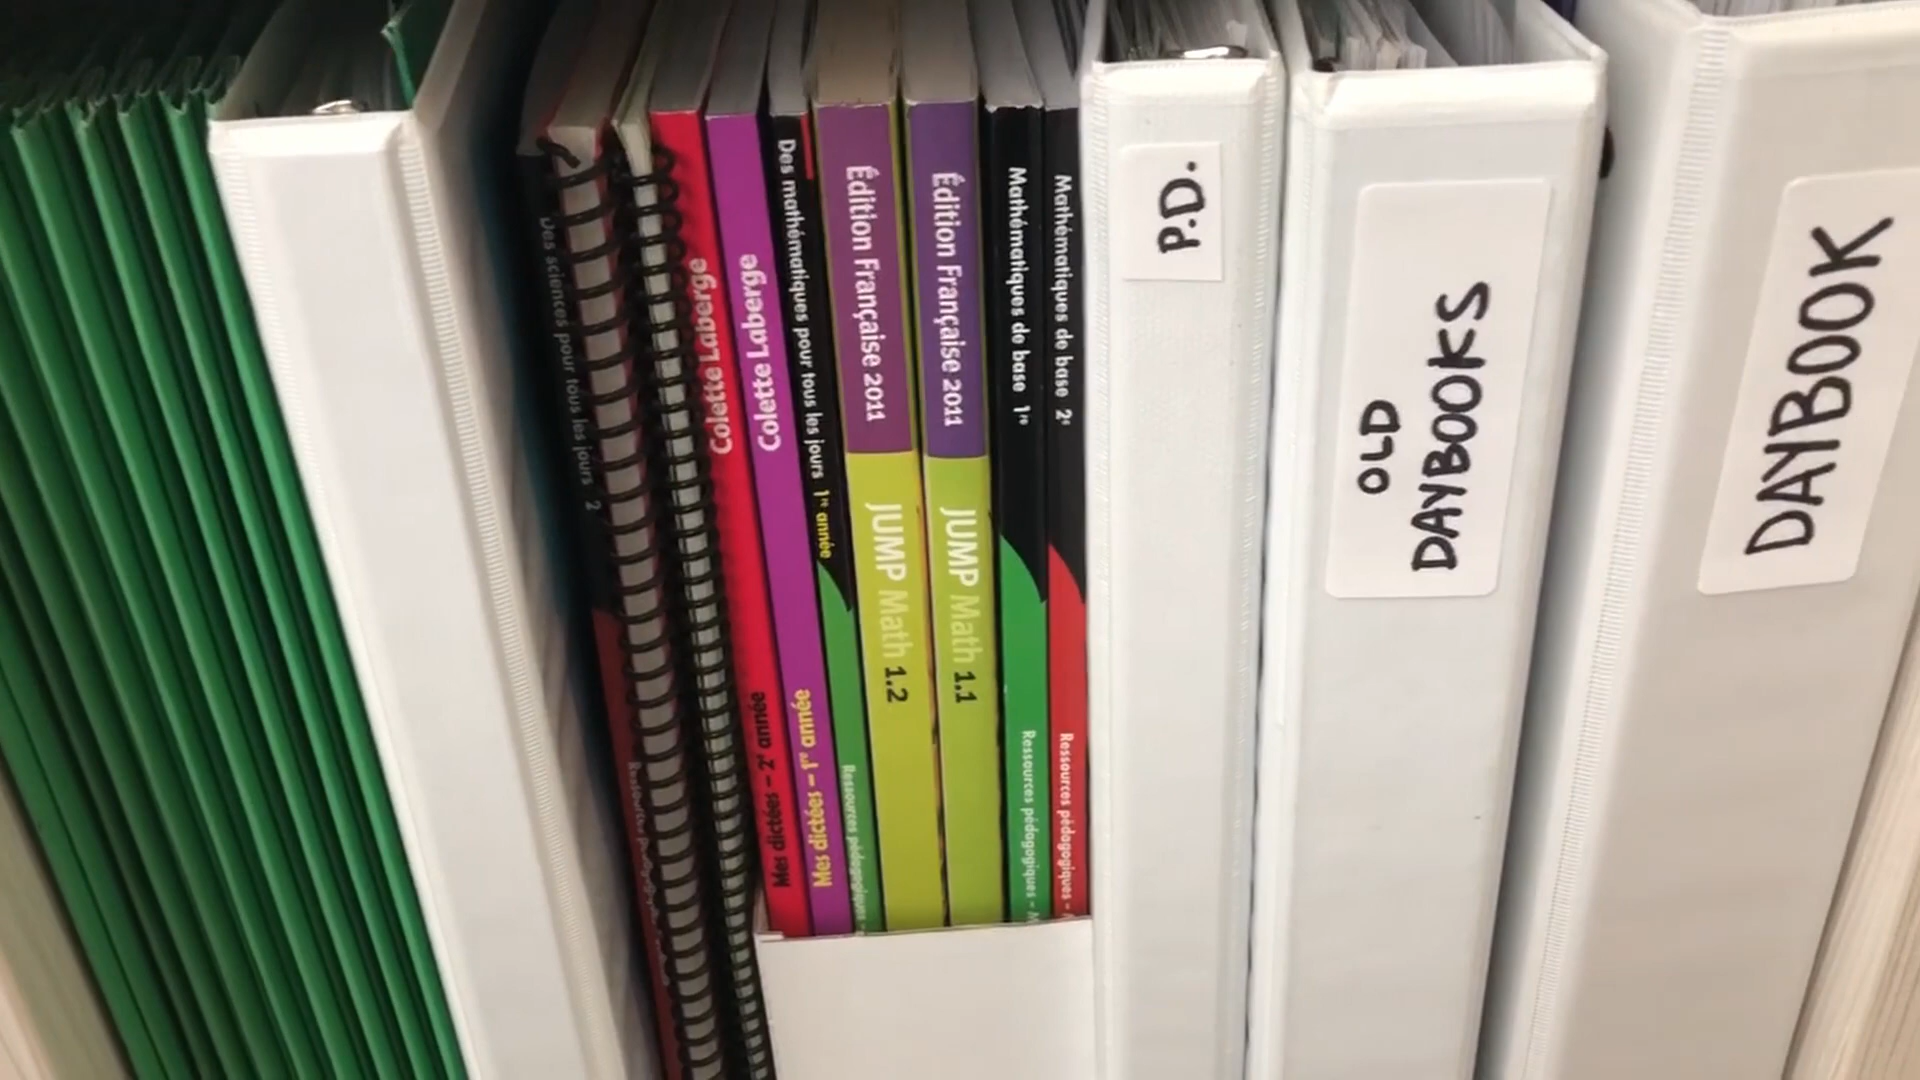 Des sciences pour tous les jours 2
Colette Laberge
Mes dictées – 2e année
Colette Laberge
Mes dictées – 1re année
Des mathématiques pour tous les jours 1re année
Ressources pédagogiques
Édition Française 2011
JUMP Math 1.2
Édition Française 2011
JUMP Math 1.1
Mathématiques de base 1re
Ressources pédagogiques –
Mathématiques de base 2e
Ressources pédagogiques –
P.D.
OLD
DAYBOOKS
DAYBOOK